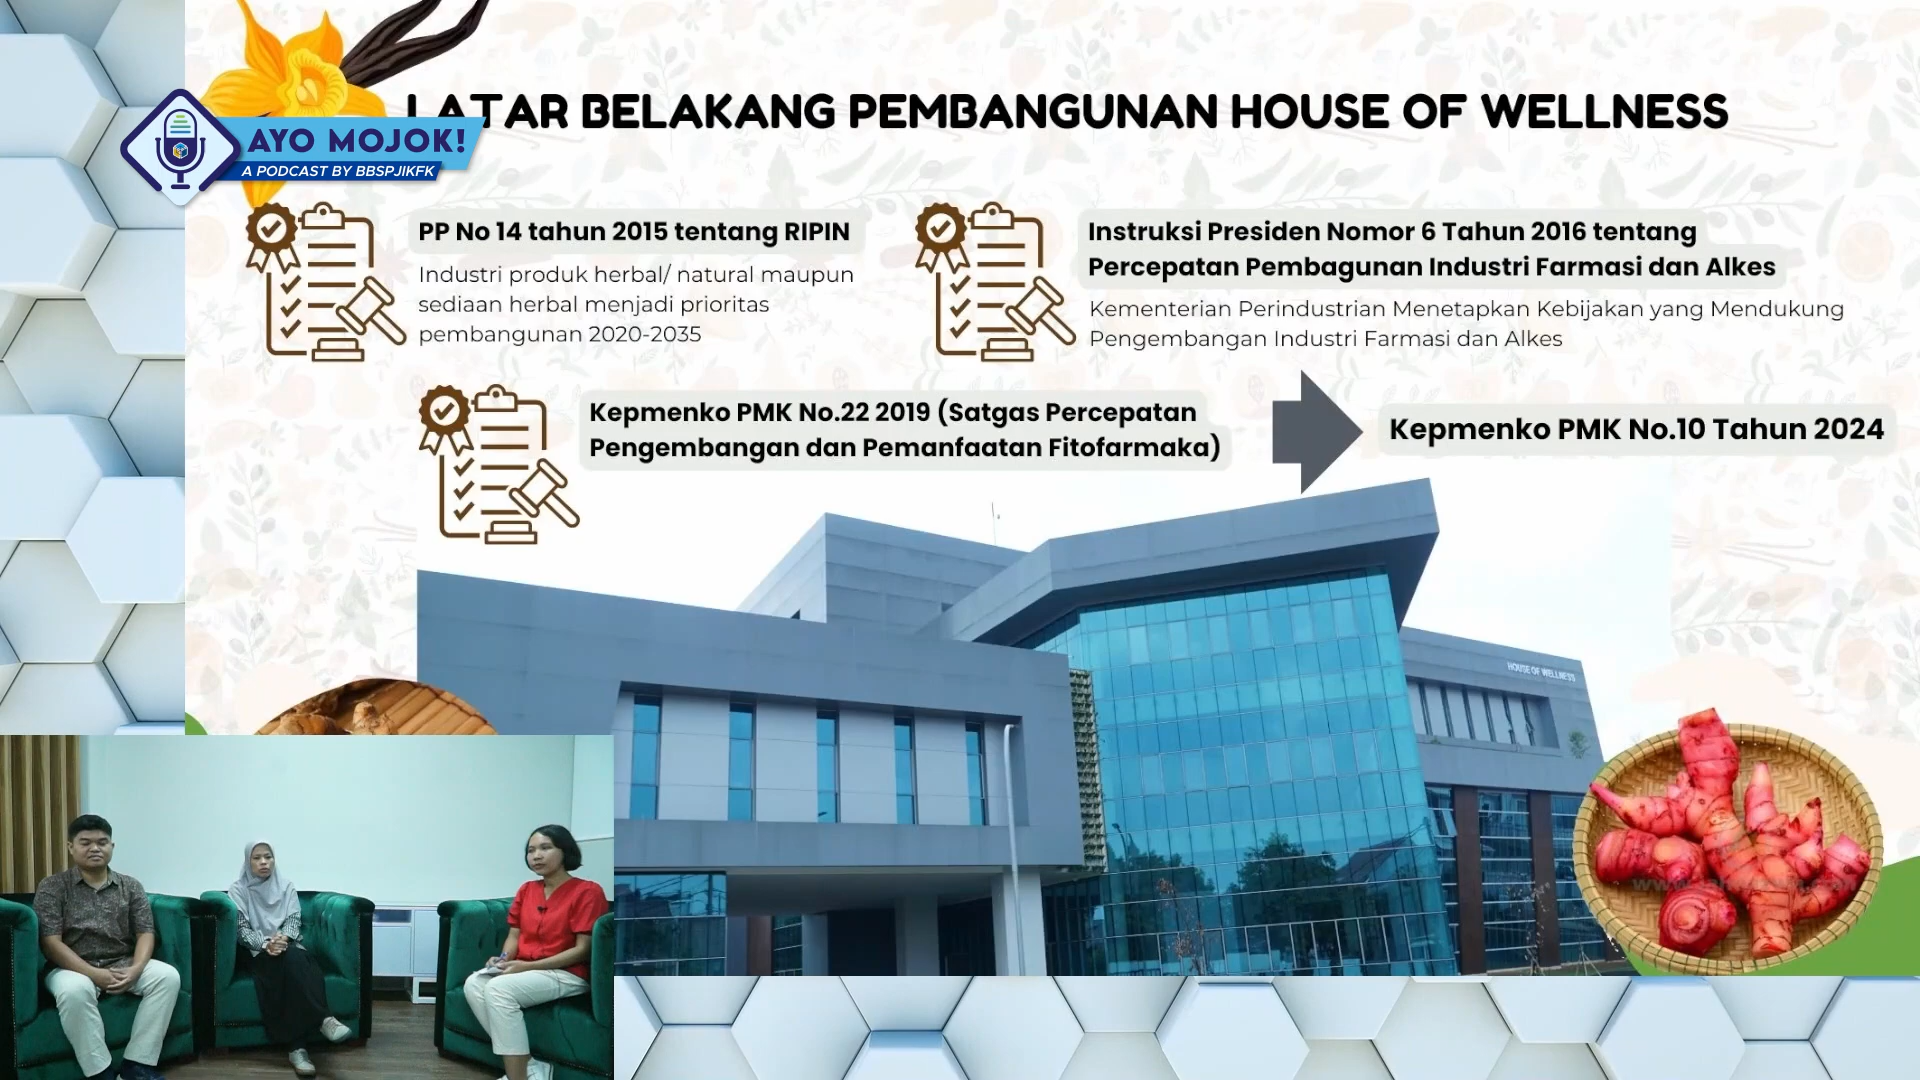 LATAR BELAKANG PEMBANGUNAN HOUSE OF WELLNESS
AYO MOJOK!
A PODCAST BY BBSPJIKFK
PP No 14 tahun 2015 tentang RIPIN
Industri produk herbal/ natural maupun
sediaan herbal menjadi prioritas
pembangunan 2020-2035
Instruksi Presiden Nomor 6 Tahun 2016 tentang
Percepatan Pembagunan Industri Farmasi dan Alkes
Kementerian Perindustrian Menetapkan Kebijakan yang Mendukung
Pengembangan Industri Farmasi dan Alkes
Kepmenko PMK No.22 2019 (Satgas Percepatan
Pengembangan dan Pemanfaatan Fitofarmaka)
Kepmenko PMK No.10 Tahun 2024
HOUSE OF WELLNESS